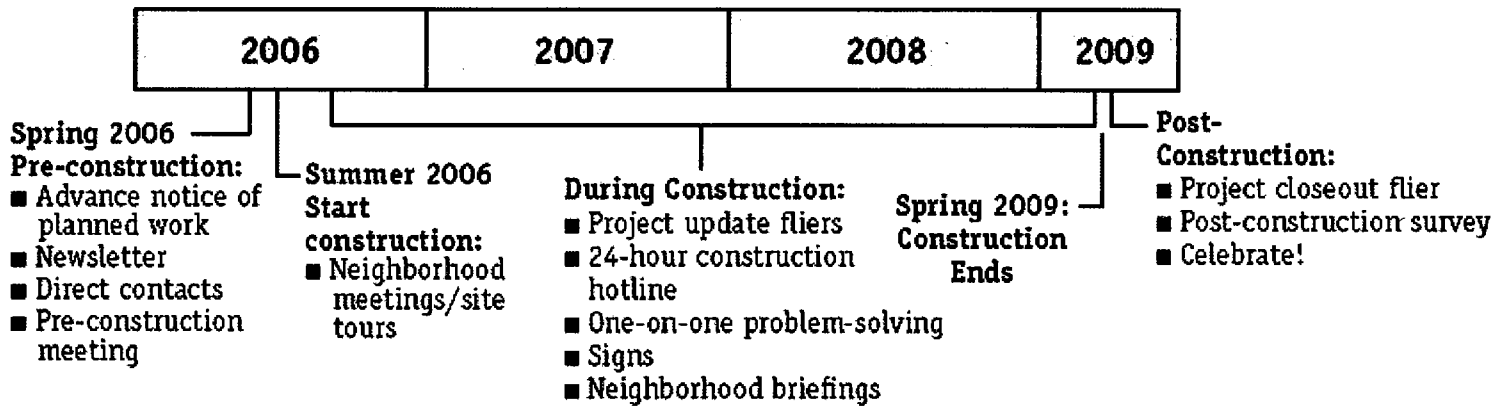 2006 2007 2008 2009
Spring 2006
Pre-construction:
■ Advance notice of
planned work
■ Newsletter
■ Direct contacts
■ Pre-construction
meeting
Summer 2006
Start
construction:
■ Neighborhood
meetings/site
tours
During Construction:
■ Project update fliers
■ 24-hour construction
hotline
■ One-on-one problem-solving
■ Signs
■ Neighborhood briefings
Spring 2009:
Construction
Ends
Post-
Construction:
■ Project closeout flier
■ Post-construction survey
■ Celebrate!